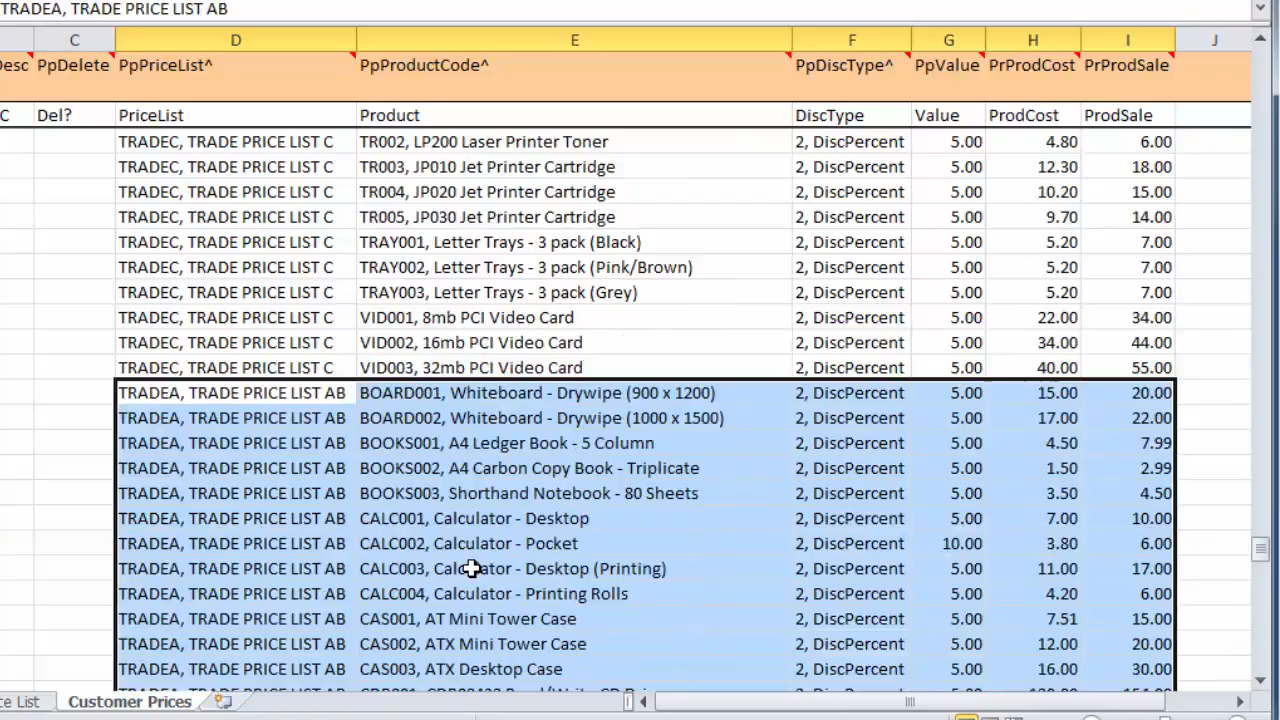 TRADEA, TRADE PRICE LIST AB
C D E F G H I J
Desc PpDelete PpPriceList^ PpProductCode^ PpDiscType^ PpValue PrProdCost PrProdSale
C Del? PriceList Product DiscType Value ProdCost ProdSale
TRADEC, TRADE PRICE LIST C TR002, LP200 Laser Printer Toner 2, DiscPercent 5.00 4.80 6.00
TRADEC, TRADE PRICE LIST C TR003, JP010 Jet Printer Cartridge 2, DiscPercent 5.00 12.30 18.00
TRADEC, TRADE PRICE LIST C TR004, JP020 Jet Printer Cartridge 2, DiscPercent 5.00 10.20 15.00
TRADEC, TRADE PRICE LIST C TR005, JP030 Jet Printer Cartridge 2, DiscPercent 5.00 9.70 14.00
TRADEC, TRADE PRICE LIST C TRAY001, Letter Trays - 3 pack (Black) 2, DiscPercent 5.00 5.20 7.00
TRADEC, TRADE PRICE LIST C TRAY002, Letter Trays - 3 pack (Pink/Brown) 2, DiscPercent 5.00 5.20 7.00
TRADEC, TRADE PRICE LIST C TRAY003, Letter Trays - 3 pack (Grey) 2, DiscPercent 5.00 5.20 7.00
TRADEC, TRADE PRICE LIST C VID001, 8mb PCI Video Card 2, DiscPercent 5.00 22.00 34.00
TRADEC, TRADE PRICE LIST C VID002, 16mb PCI Video Card 2, DiscPercent 5.00 34.00 44.00
TRADEC, TRADE PRICE LIST C VID003, 32mb PCI Video Card 2, DiscPercent 5.00 40.00 55.00
TRADEA, TRADE PRICE LIST AB BOARD001, Whiteboard - Drywipe (900 x 1200) 2, DiscPercent 5.00 15.00 20.00
TRADEA, TRADE PRICE LIST AB BOARD002, Whiteboard - Drywipe (1000 x 1500) 2, DiscPercent 5.00 17.00 22.00
TRADEA, TRADE PRICE LIST AB BOOKS001, A4 Ledger Book - 5 Column 2, DiscPercent 5.00 4.50 7.99
TRADEA, TRADE PRICE LIST AB BOOKS002, A4 Carbon Copy Book - Triplicate 2, DiscPercent 5.00 1.50 2.99
TRADEA, TRADE PRICE LIST AB BOOKS003, Shorthand Notebook - 80 Sheets 2, DiscPercent 5.00 3.50 4.50
TRADEA, TRADE PRICE LIST AB CALC001, Calculator - Desktop 2, DiscPercent 5.00 7.00 10.00
TRADEA, TRADE PRICE LIST AB CALC002, Calculator - Pocket 2, DiscPercent 10.00 3.80 6.00
TRADEA, TRADE PRICE LIST AB CALC003, Calculator - Desktop (Printing) 2, DiscPercent 5.00 11.00 17.00
TRADEA, TRADE PRICE LIST AB CALC004, Calculator - Printing Rolls 2, DiscPercent 5.00 4.20 6.00
TRADEA, TRADE PRICE LIST AB CAS001, AT Mini Tower Case 2, DiscPercent 5.00 7.51 15.00
TRADEA, TRADE PRICE LIST AB CAS002, ATX Mini Tower Case 2, DiscPercent 5.00 12.00 20.00
TRADEA, TRADE PRICE LIST AB CAS003, ATX Desktop Case 2, DiscPercent 5.00 16.00 30.00
ce List Customer Prices